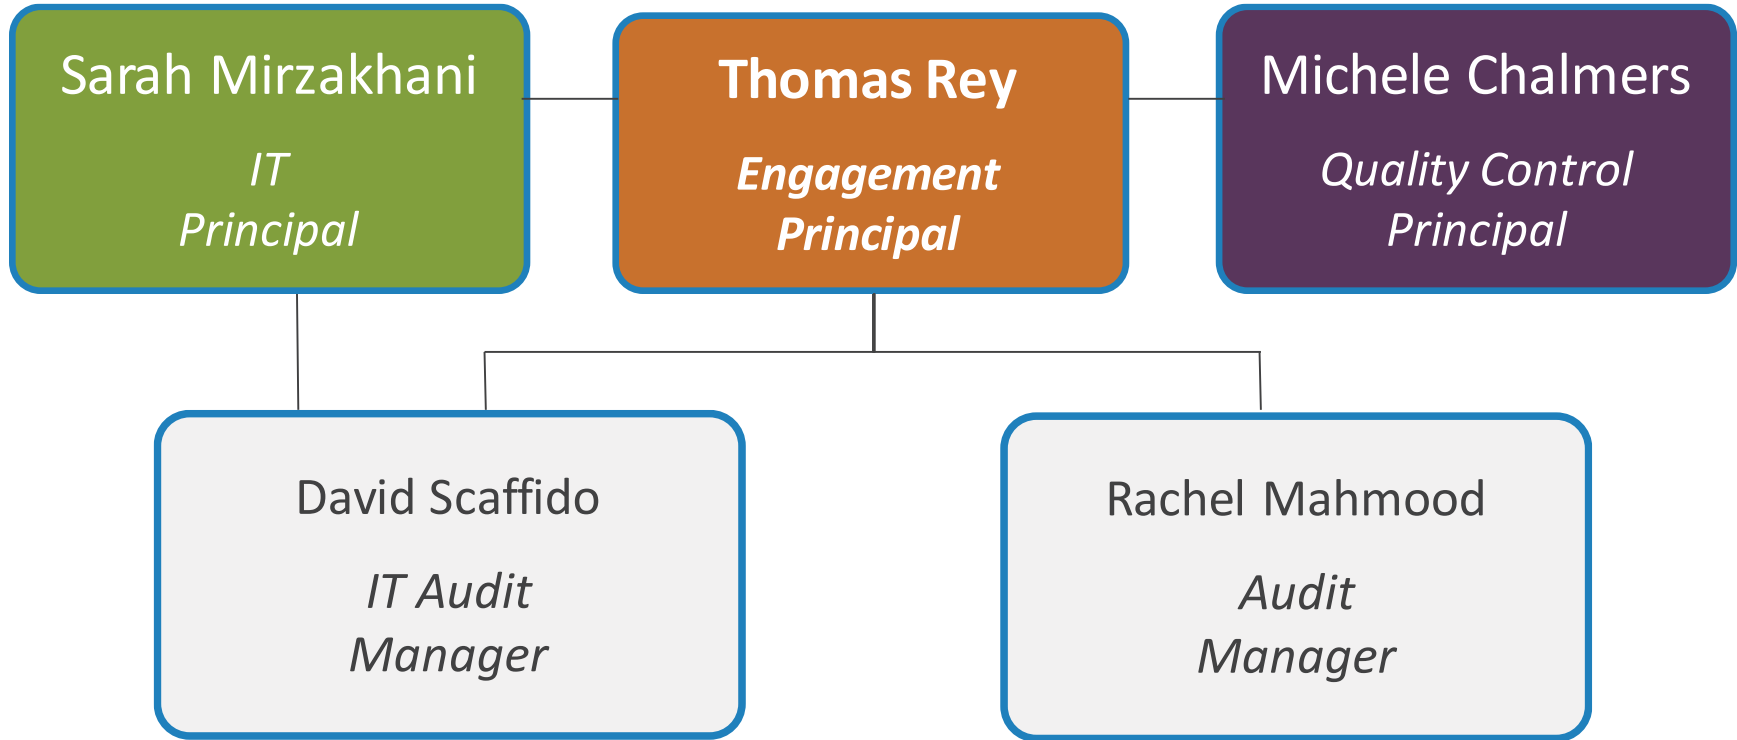 Sarah Mirzakhani
IT
Principal
Thomas Rey
Engagement
Principal
Michele Chalmers
Quality Control
Principal
David Scaffido
IT Audit
Manager
Rachel Mahmood
Audit
Manager